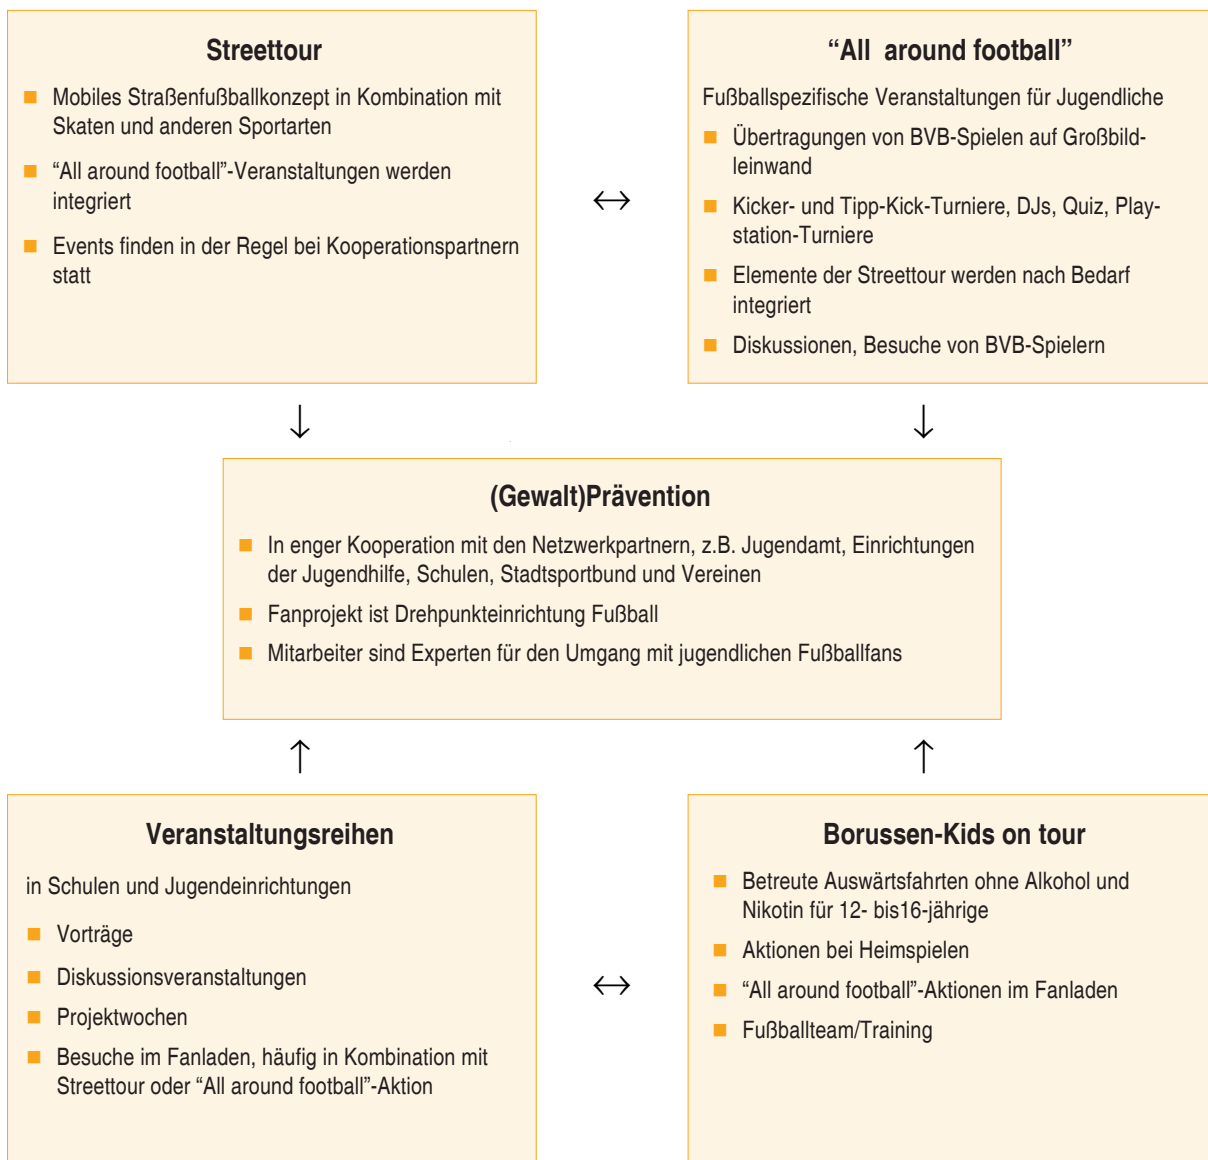 Streettour
Mobiles Straßenfußballkonzept in Kombination mit
Skaten und anderen Sportarten
“All around football”-Veranstaltungen werden
integriert
Events finden in der Regel bei Kooperationspartnern
statt
“All around football”
Fußballspezifische Veranstaltungen für Jugendliche
Übertragungen von BVB-Spielen auf Großbild-
leinwand
Kicker- und Tipp-Kick-Turniere, DJs, Quiz, Play-
station-Turniere
Elemente der Streettour werden nach Bedarf
integriert
Diskussionen, Besuche von BVB-Spielern
(Gewalt)Prävention
In enger Kooperation mit den Netzwerkpartnern, z.B. Jugendamt, Einrichtungen
der Jugendhilfe, Schulen, Stadtsportbund und Vereinen
Fanprojekt ist Drehpunkteinrichtung Fußball
Mitarbeiter sind Experten für den Umgang mit jugendlichen Fußballfans
Veranstaltungsreihen
in Schulen und Jugendeinrichtungen
Vorträge
Diskussionsveranstaltungen
Projektwochen
Besuche im Fanladen, häufig in Kombination mit
Streettour oder “All around football”-Aktion
Borussen-Kids on tour
Betreute Auswärtsfahrten ohne Alkohol und
Nikotin für 12- bis16-jährige
Aktionen bei Heimspielen
“All around football”-Aktionen im Fanladen
Fußballteam/Training